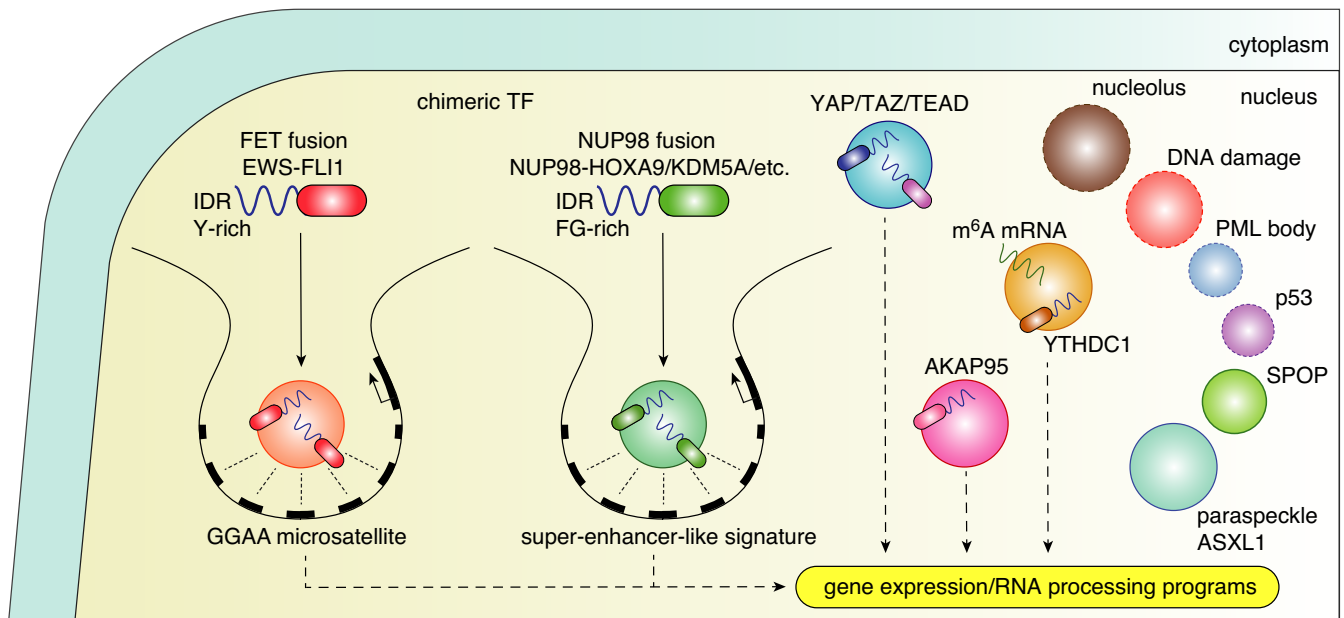 cytoplasm
nucleus
chimeric TF
FET fusion
EWS-FLI1
IDR
Y-rich
GGAA microsatellite
NUP98 fusion
NUP98-HOXA9/KDM5A/etc.
IDR
FG-rich
super-enhancer-like signature
YAP/TAZ/TEAD
m⁶A mRNA
YTHDC1
AKAP95
nucleolus
DNA damage
PML body
p53
SPOP
paraspeckle
ASXL1
gene expression/RNA processing programs